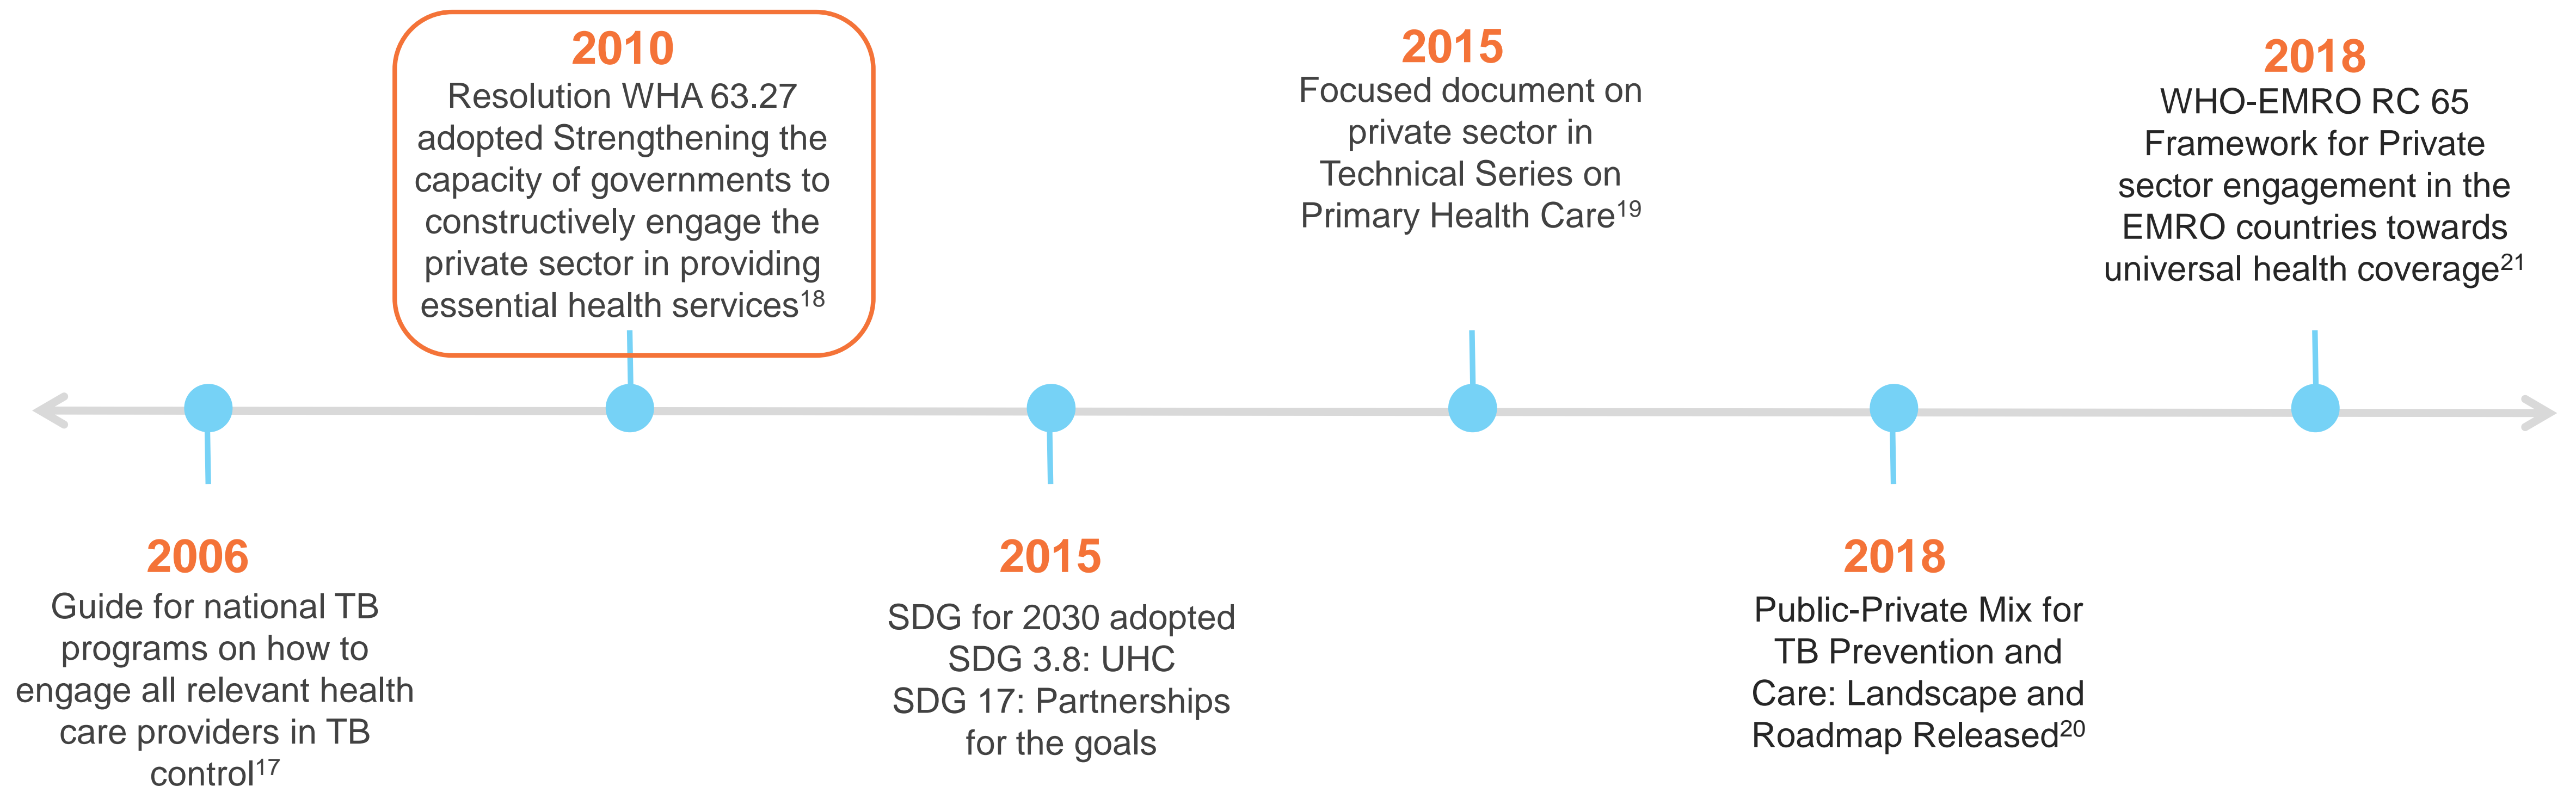 2010
Resolution WHA 63.27
adopted Strengthening the
capacity of governments to
constructively engage the
private sector in providing
essential health services18
2015
Focused document on
private sector in
Technical Series on
Primary Health Care19
2018
WHO-EMRO RC 65
Framework for Private
sector engagement in the
EMRO countries towards
universal health coverage21
2006
Guide for national TB
programs on how to
engage all relevant health
care providers in TB
control17
2015
SDG for 2030 adopted
SDG 3.8: UHC
SDG 17: Partnerships
for the goals
2018
Public-Private Mix for
TB Prevention and
Care: Landscape and
Roadmap Released20